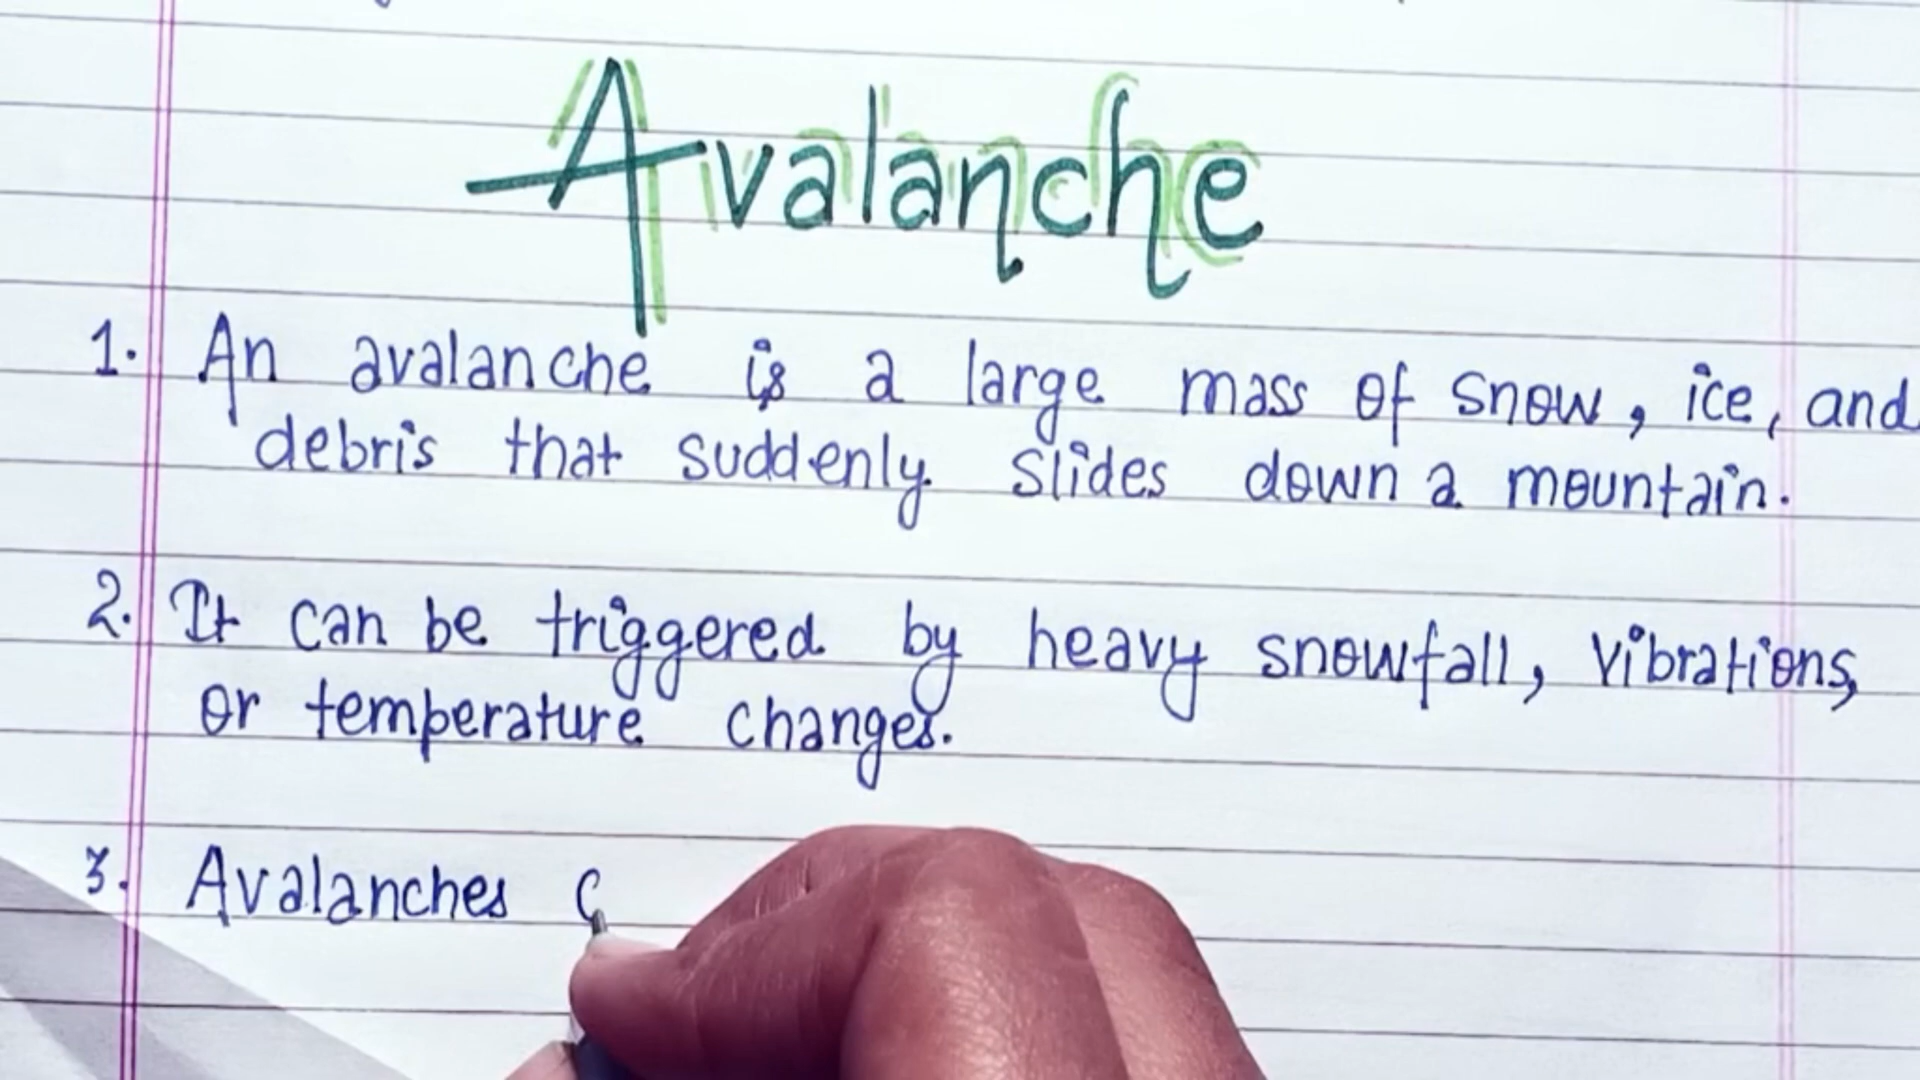 Avalanche
1. An avalanche is a large mass of snow, ice, and
debris that suddenly slides down a mountain.
2. It can be triggered by heavy snowfall, vibrations,
or temperature changes.
3. Avalanches